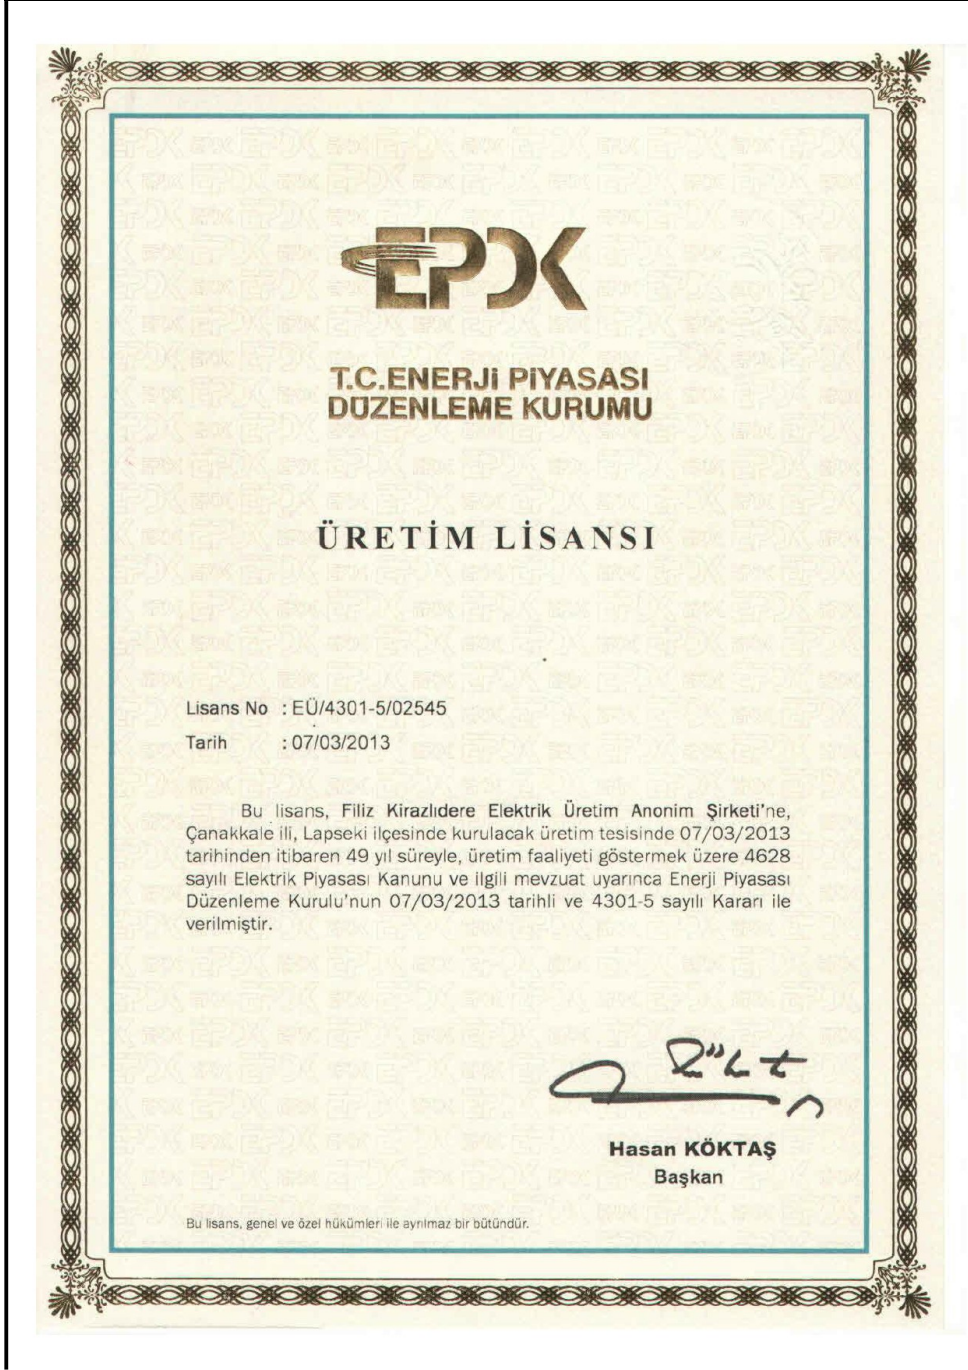 EPDK
T.C.ENERJi PiYASASI
DÜZENLEME KURUMU
ÜRETİM LİSANSI
Lisans No : EÜ/4301-5/02545
Tarih : 07/03/2013
Bu lisans, Filiz Kirazlıdere Elektrik Üretim Anonim Şirketi'ne,
Çanakkale ili, Lapseki ilçesinde kurulacak üretim tesisinde 07/03/2013
tarihinden itibaren 49 yıl süreyle, üretim faaliyeti göstermek üzere 4628
sayılı Elektrik Piyasası Kanunu ve ilgili mevzuat uyarınca Enerji Piyasası
Düzenleme Kurulu'nun 07/03/2013 tarihli ve 4301-5 sayılı Kararı ile
verilmiştir.
Hasan KÖKTAŞ
Başkan
Bu lisans, genel ve özel hükümleri ile ayrılmaz bir bütündür.